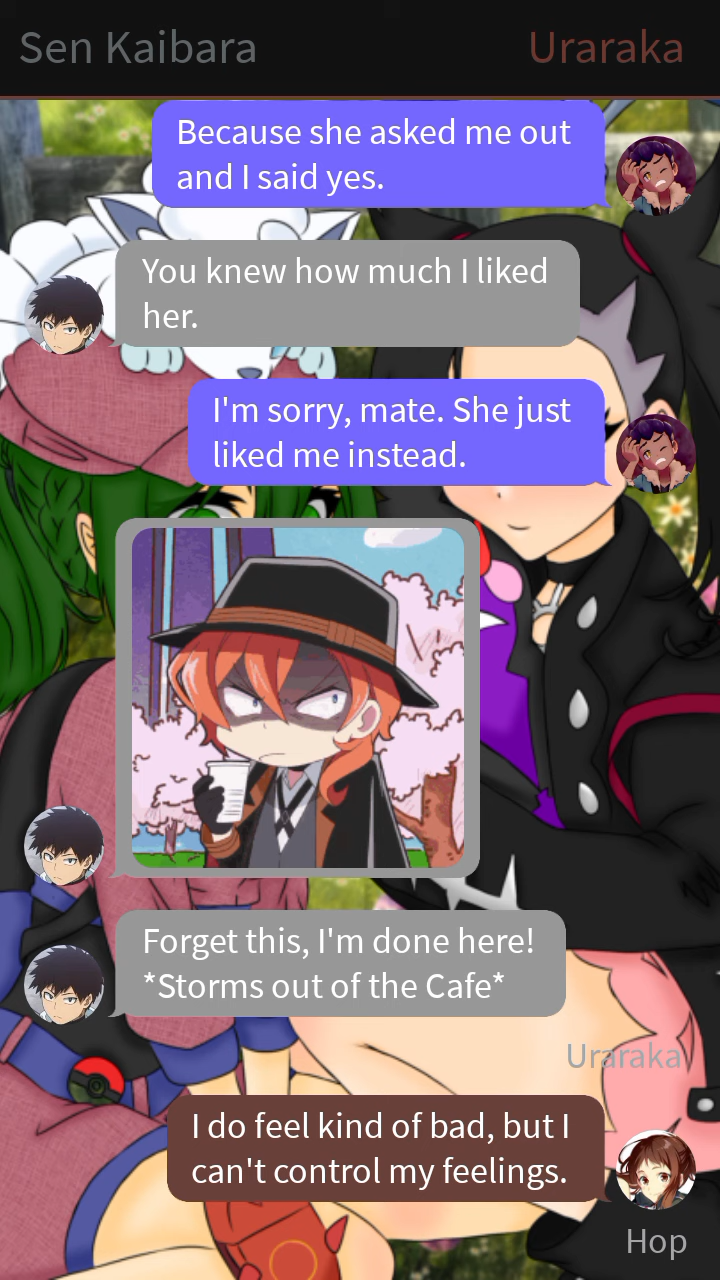 Sen Kaibara
Uraraka
Because she asked me out
and I said yes.
You knew how much I liked
her.
I'm sorry, mate. She just
liked me instead.
Forget this, I'm done here!
*Storms out of the Cafe*
Uraraka
I do feel kind of bad, but I
can't control my feelings.
Hop